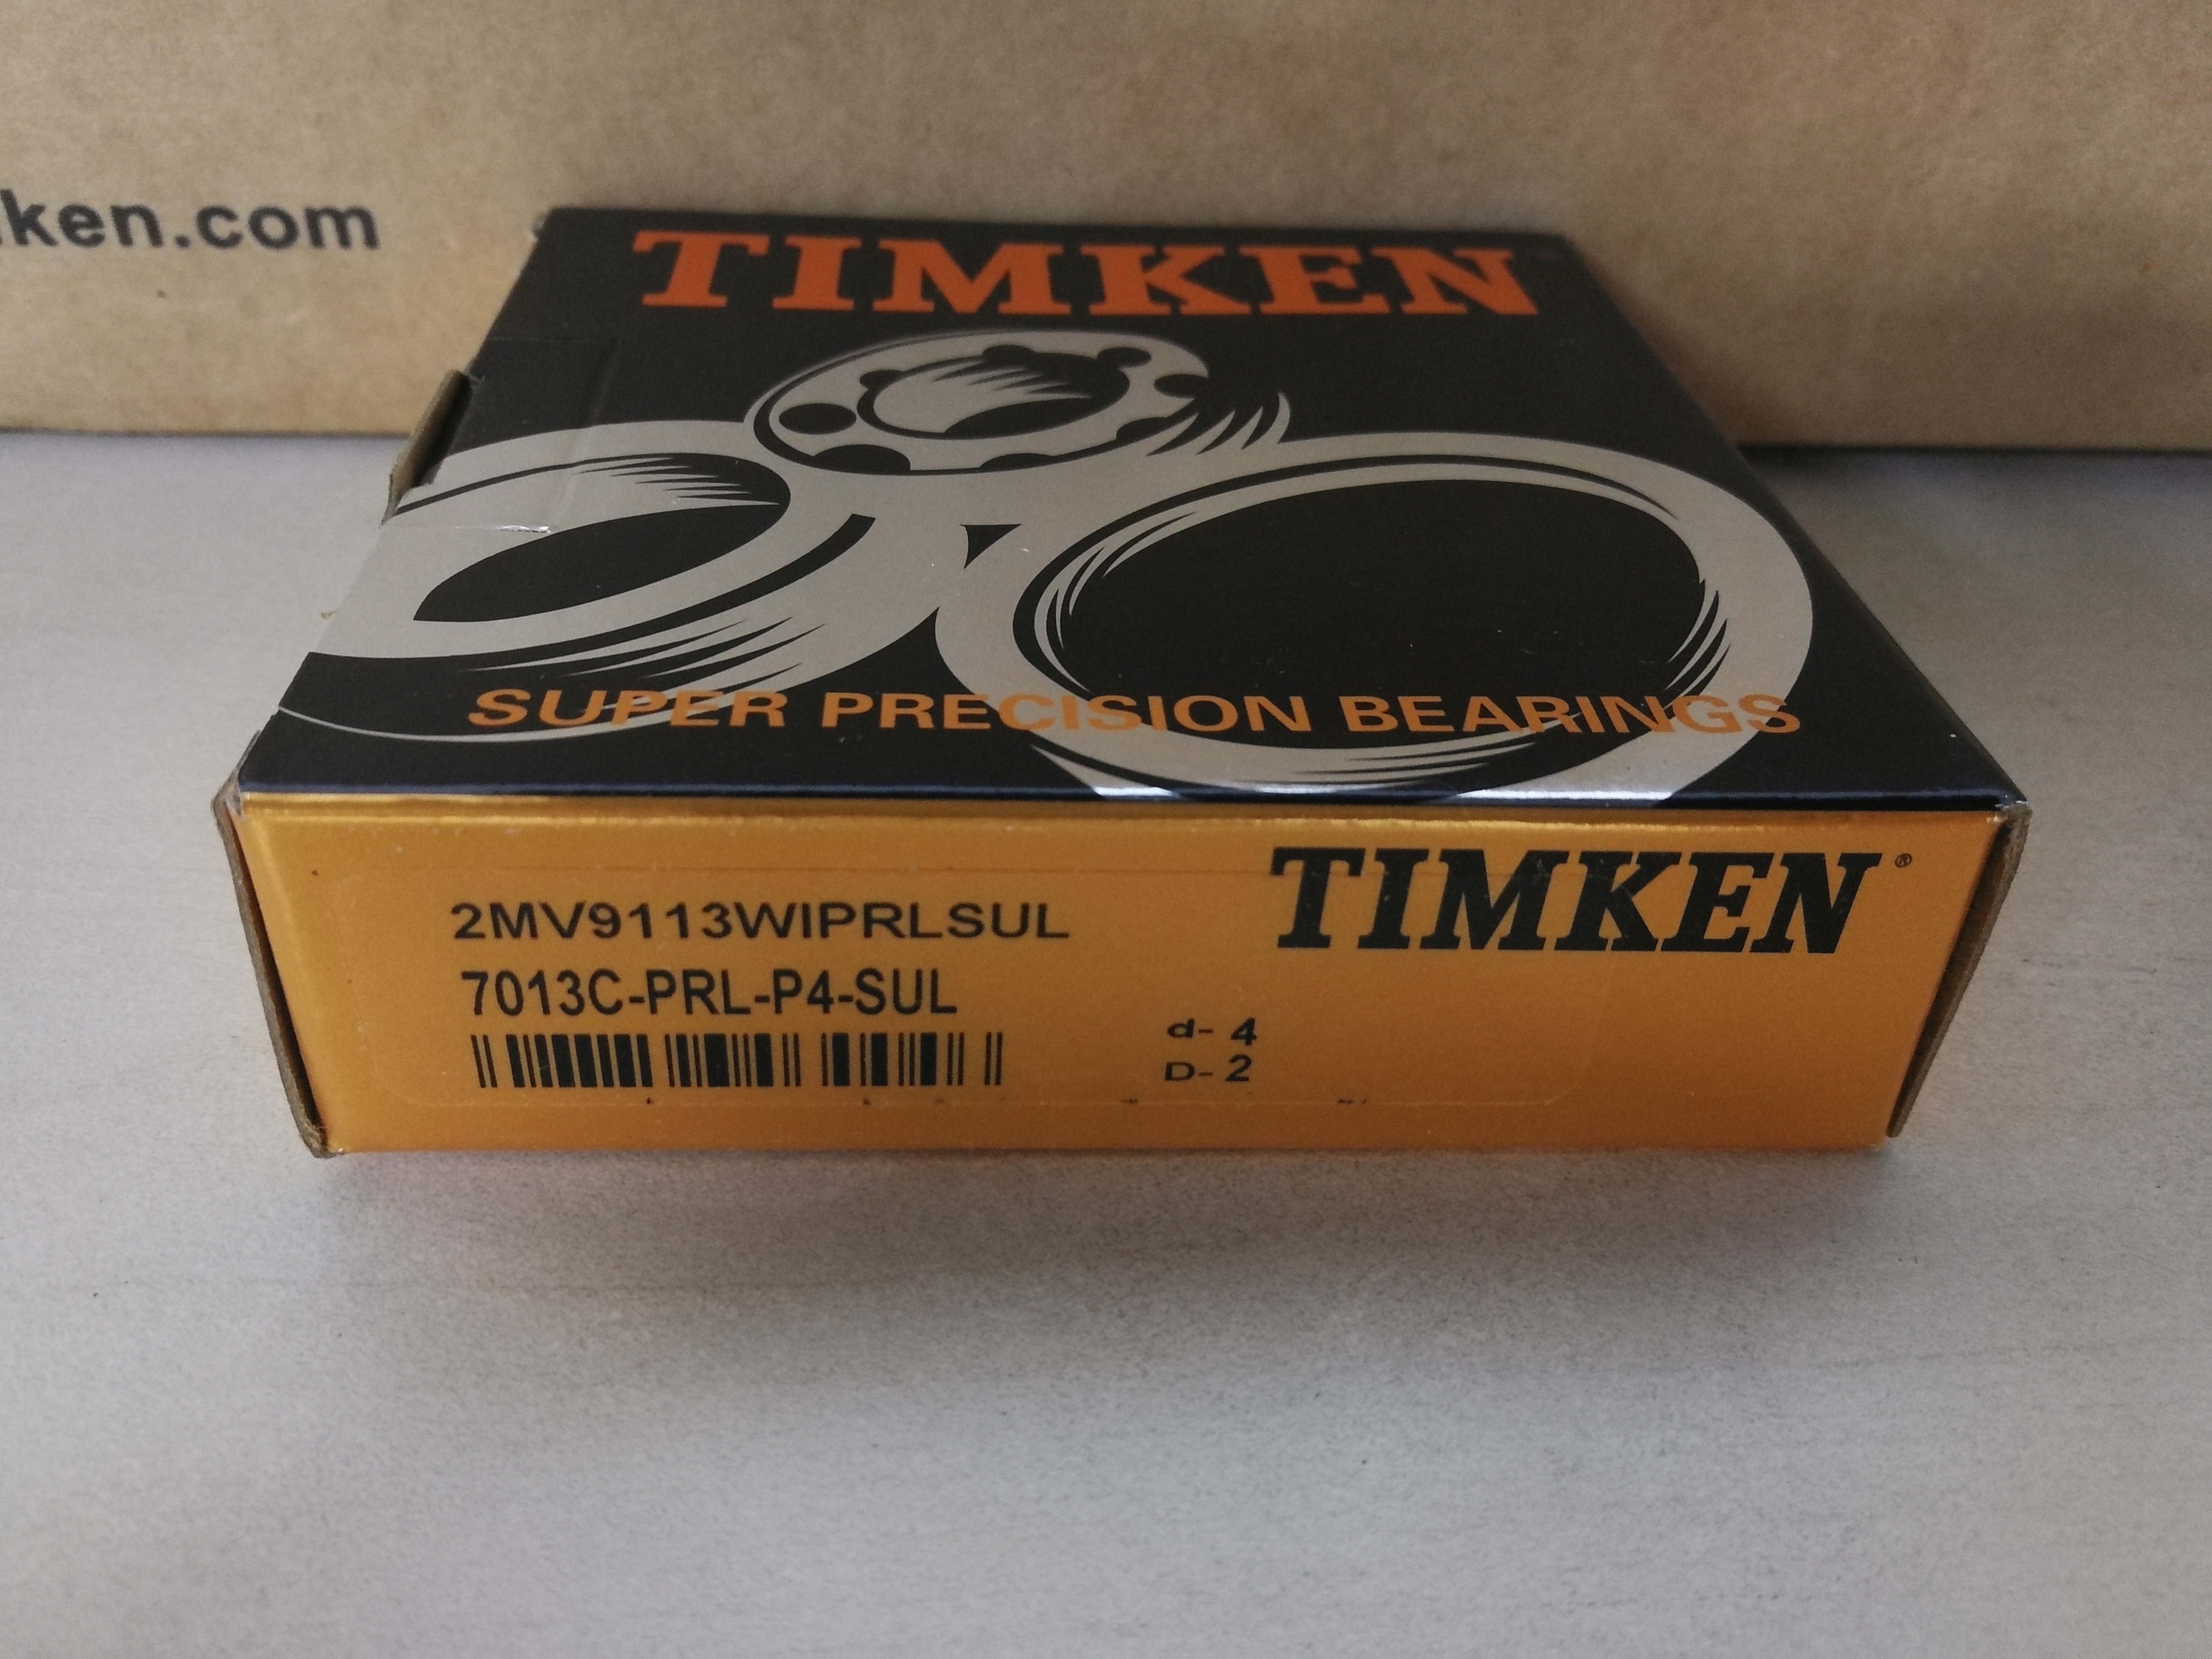 ken.com
TIMKEN
SUPER PRECISION BEARINGS
TIMKEN®
2MV9113WIPRLSUL
7013C-PRL-P4-SUL
d- 4
D- 2